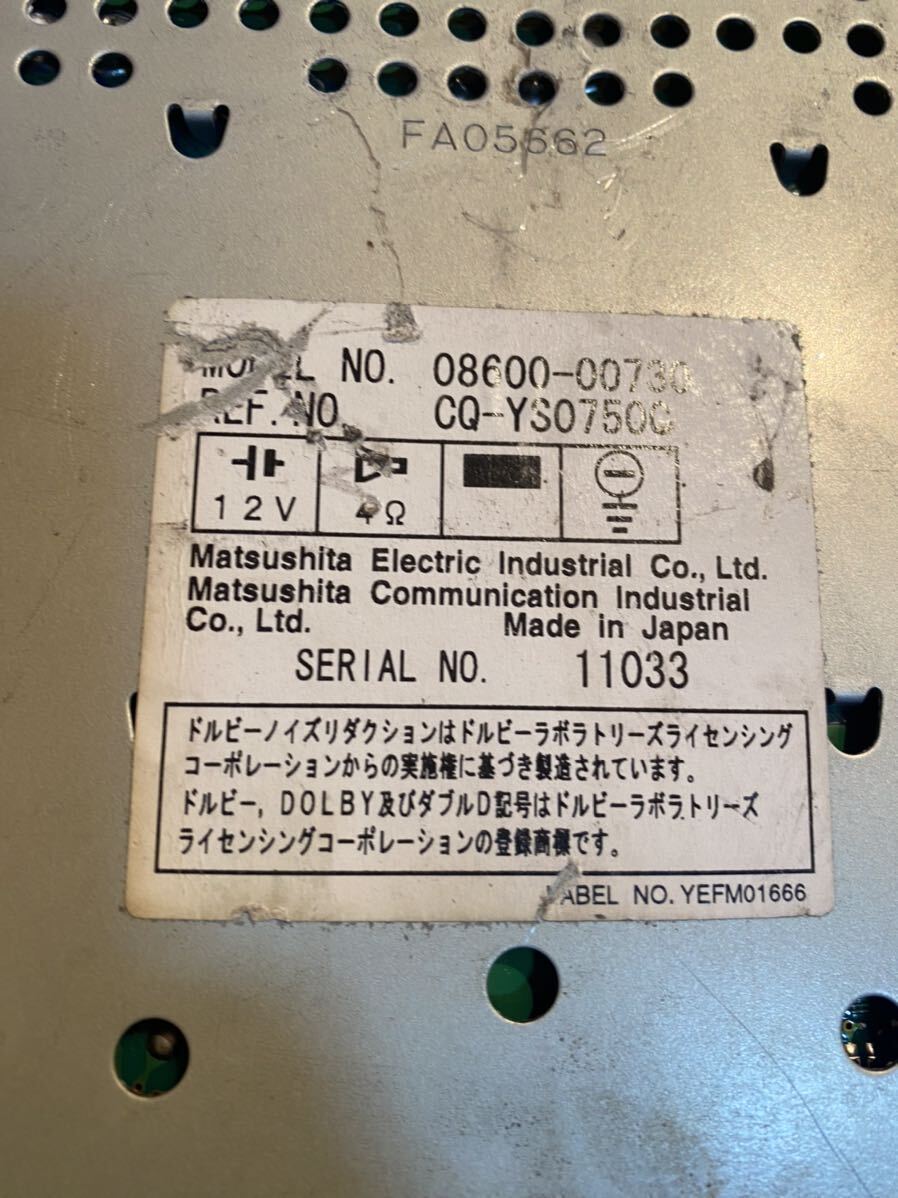 FA05662
MODEL NO. 08600-00730
REF. NO CQ-YS0750C
12V
4Ω
Matsushita Electric Industrial Co., Ltd.
Matsushita Communication Industrial
Co., Ltd. Made in Japan
SERIAL NO. 11033
ドルビーノイズリダクションはドルビーラボラトリーズライセンシング
コーポレーションからの実施権に基づき製造されています。
ドルビー, DOLBY及びダブルD記号はドルビーラボラトリーズ
ライセンシングコーポレーションの登録商標です。
LABEL NO. YEFM01666